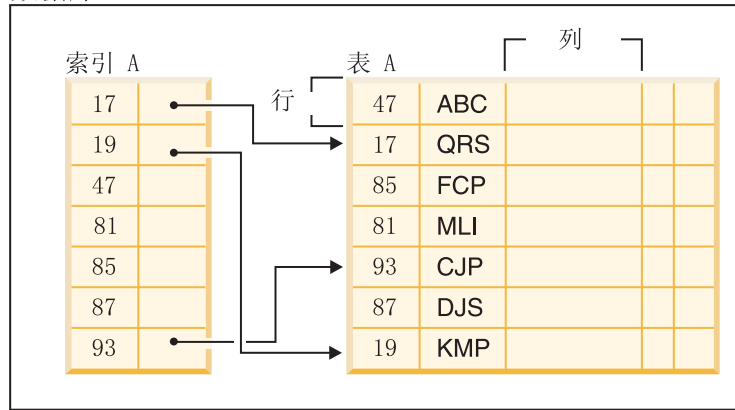 列
索引 A
表 A
行
17
19
47
81
85
87
93
47 ABC
17 QRS
85 FCP
81 MLI
93 CJP
87 DJS
19 KMP